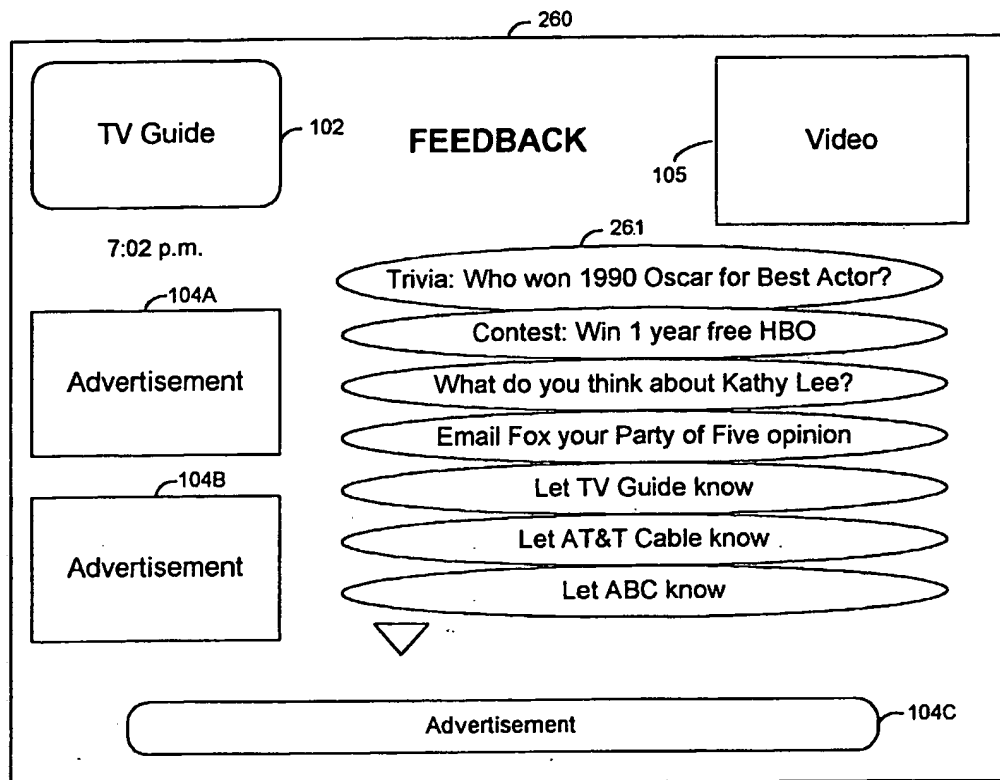 260
TV Guide
102
FEEDBACK
105
Video
7:02 p.m.
261
Trivia: Who won 1990 Oscar for Best Actor?
104A
Advertisement
Contest: Win 1 year free HBO
What do you think about Kathy Lee?
Email Fox your Party of Five opinion
104B
Advertisement
Let TV Guide know
Let AT&T Cable know
Let ABC know
Advertisement
104C